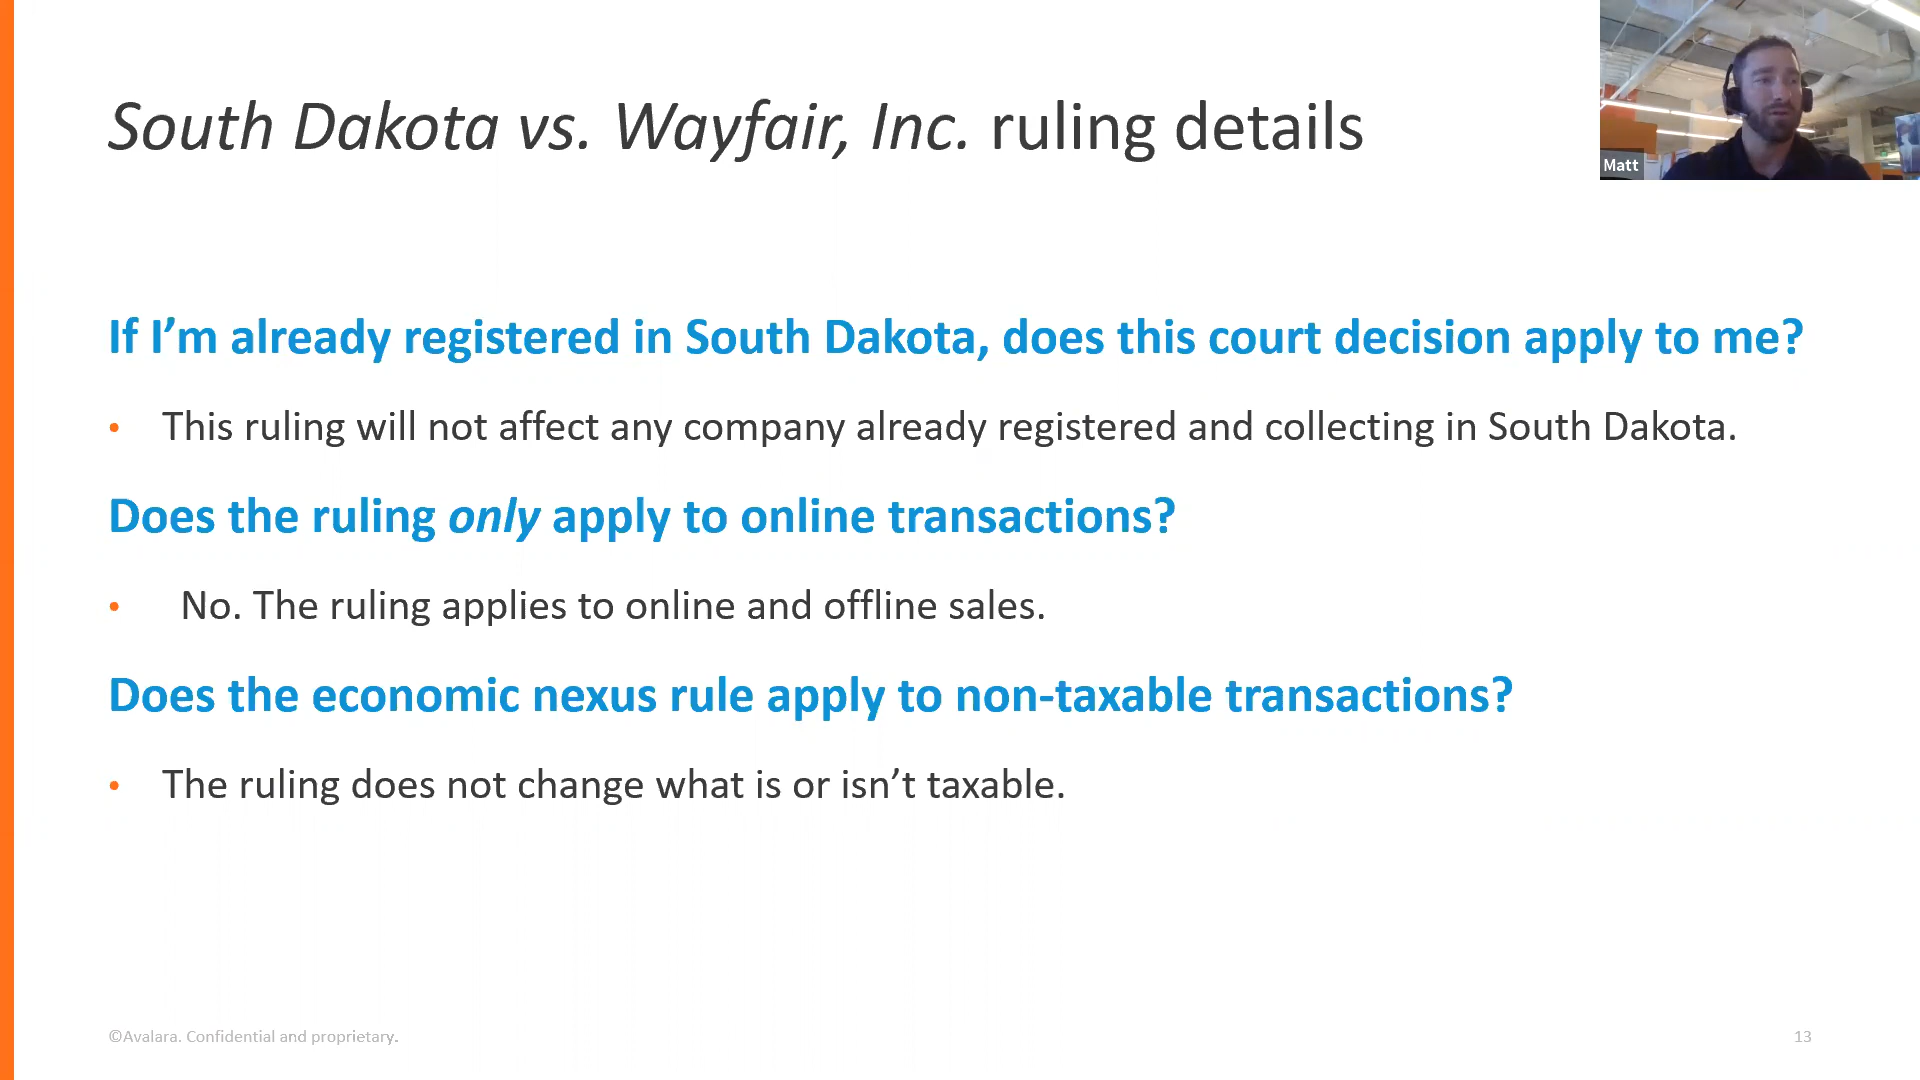 South Dakota vs. Wayfair, Inc. ruling details
Matt
If I’m already registered in South Dakota, does this court decision apply to me?
• This ruling will not affect any company already registered and collecting in South Dakota.
Does the ruling only apply to online transactions?
• No. The ruling applies to online and offline sales.
Does the economic nexus rule apply to non-taxable transactions?
• The ruling does not change what is or isn’t taxable.
©Avalara. Confidential and proprietary.
13